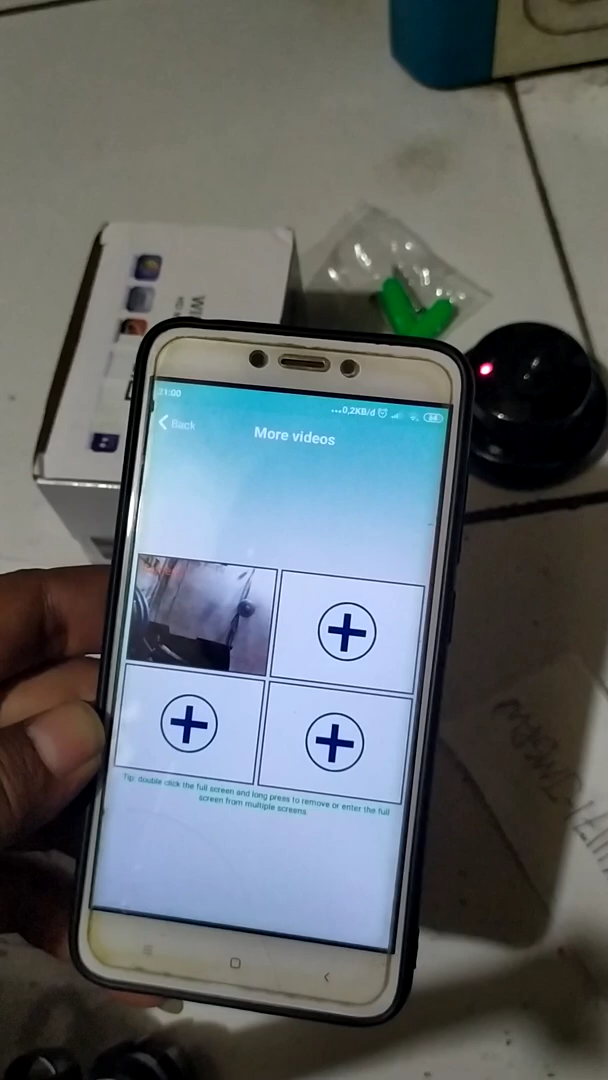 21:00
...0,2KB/d
66
Back
More videos
Tip: double click the full screen and long press to remove or enter the full
screen from multiple screens